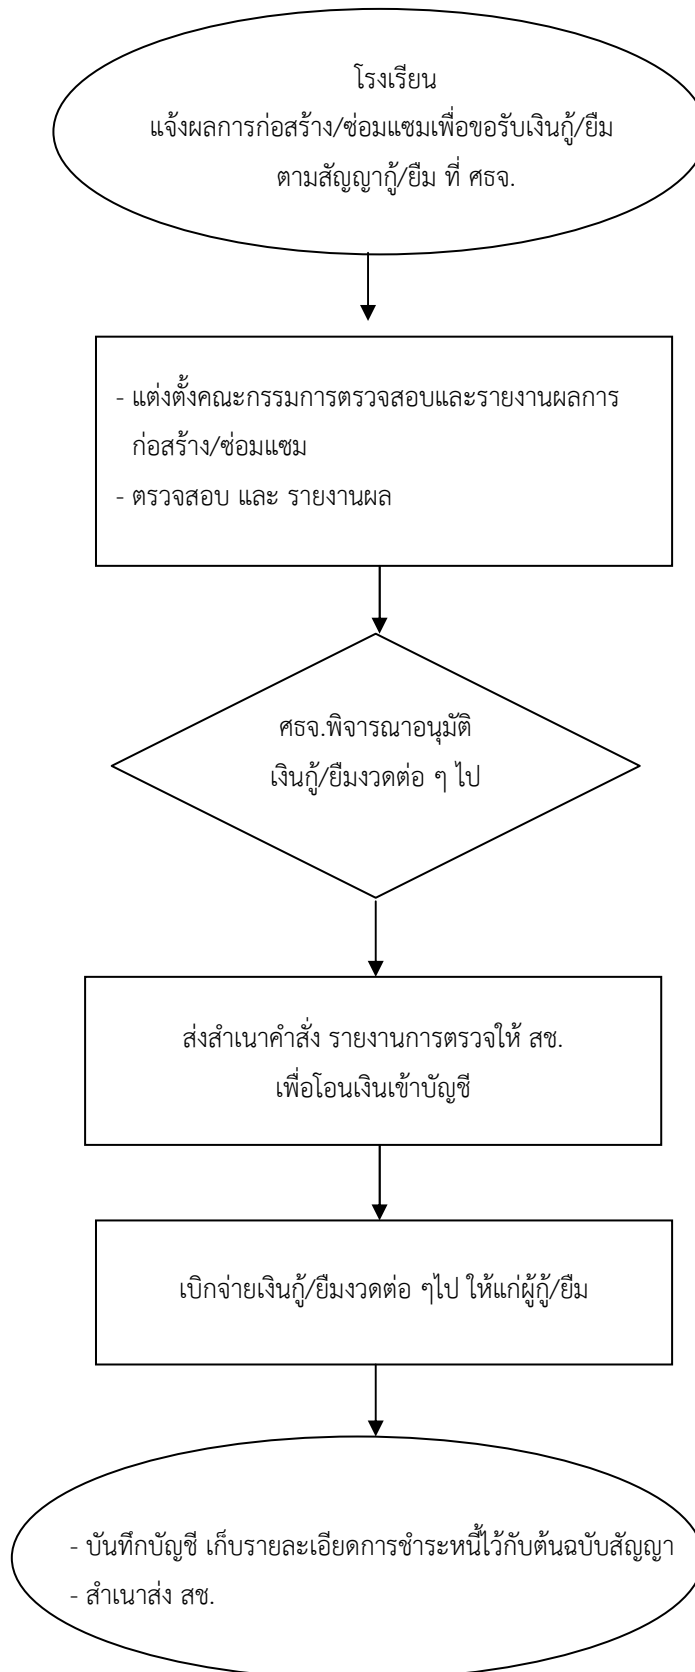 โรงเรียน
แจ้งผลการก่อสร้าง/ซ่อมแซมเพื่อขอรับเงินกู้/ยืม
ตามสัญญากู้/ยืม ที่ ศธจ.
- แต่งตั้งคณะกรรมการตรวจสอบและรายงานผลการ
ก่อสร้าง/ซ่อมแซม
- ตรวจสอบ และ รายงานผล
ศธจ.พิจารณาอนุมัติ
เงินกู้/ยืมงวดต่อ ๆ ไป
ส่งสำเนาคำสั่ง รายงานการตรวจให้ สช.
เพื่อโอนเงินเข้าบัญชี
เบิกจ่ายเงินกู้/ยืมงวดต่อ ๆไป ให้แก่ผู้กู้/ยืม
- บันทึกบัญชี เก็บรายละเอียดการชำระหนี้ไว้กับต้นฉบับสัญญา
- สำเนาส่ง สช.